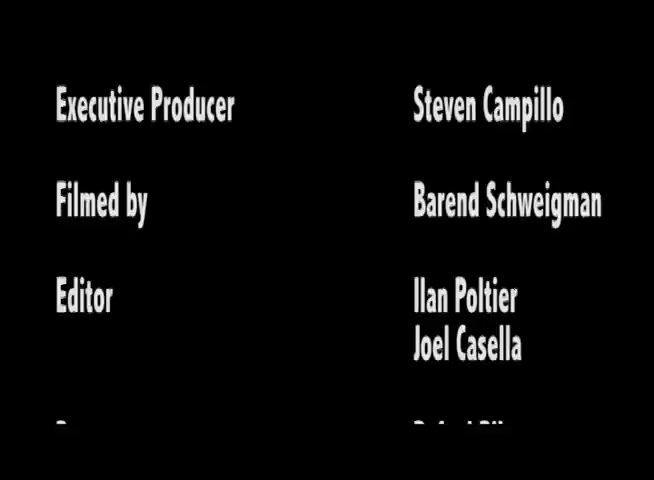 Executive Producer Steven Campillo
Filmed by Barend Schweigman
Editor Ilan Poltier
Joel Casella